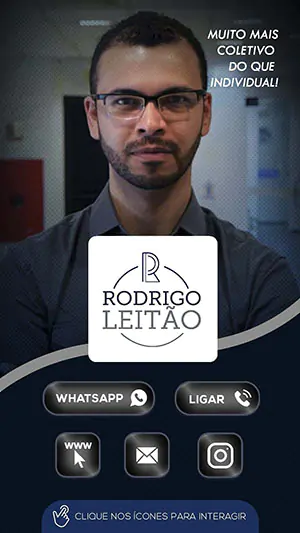 MUITO MAIS
COLETIVO
DO QUE
INDIVIDUAL!
RODRIGO
LEITÃO
WHATSAPP
LIGAR
WWW
CLIQUE NOS ÍCONES PARA INTERAGIR